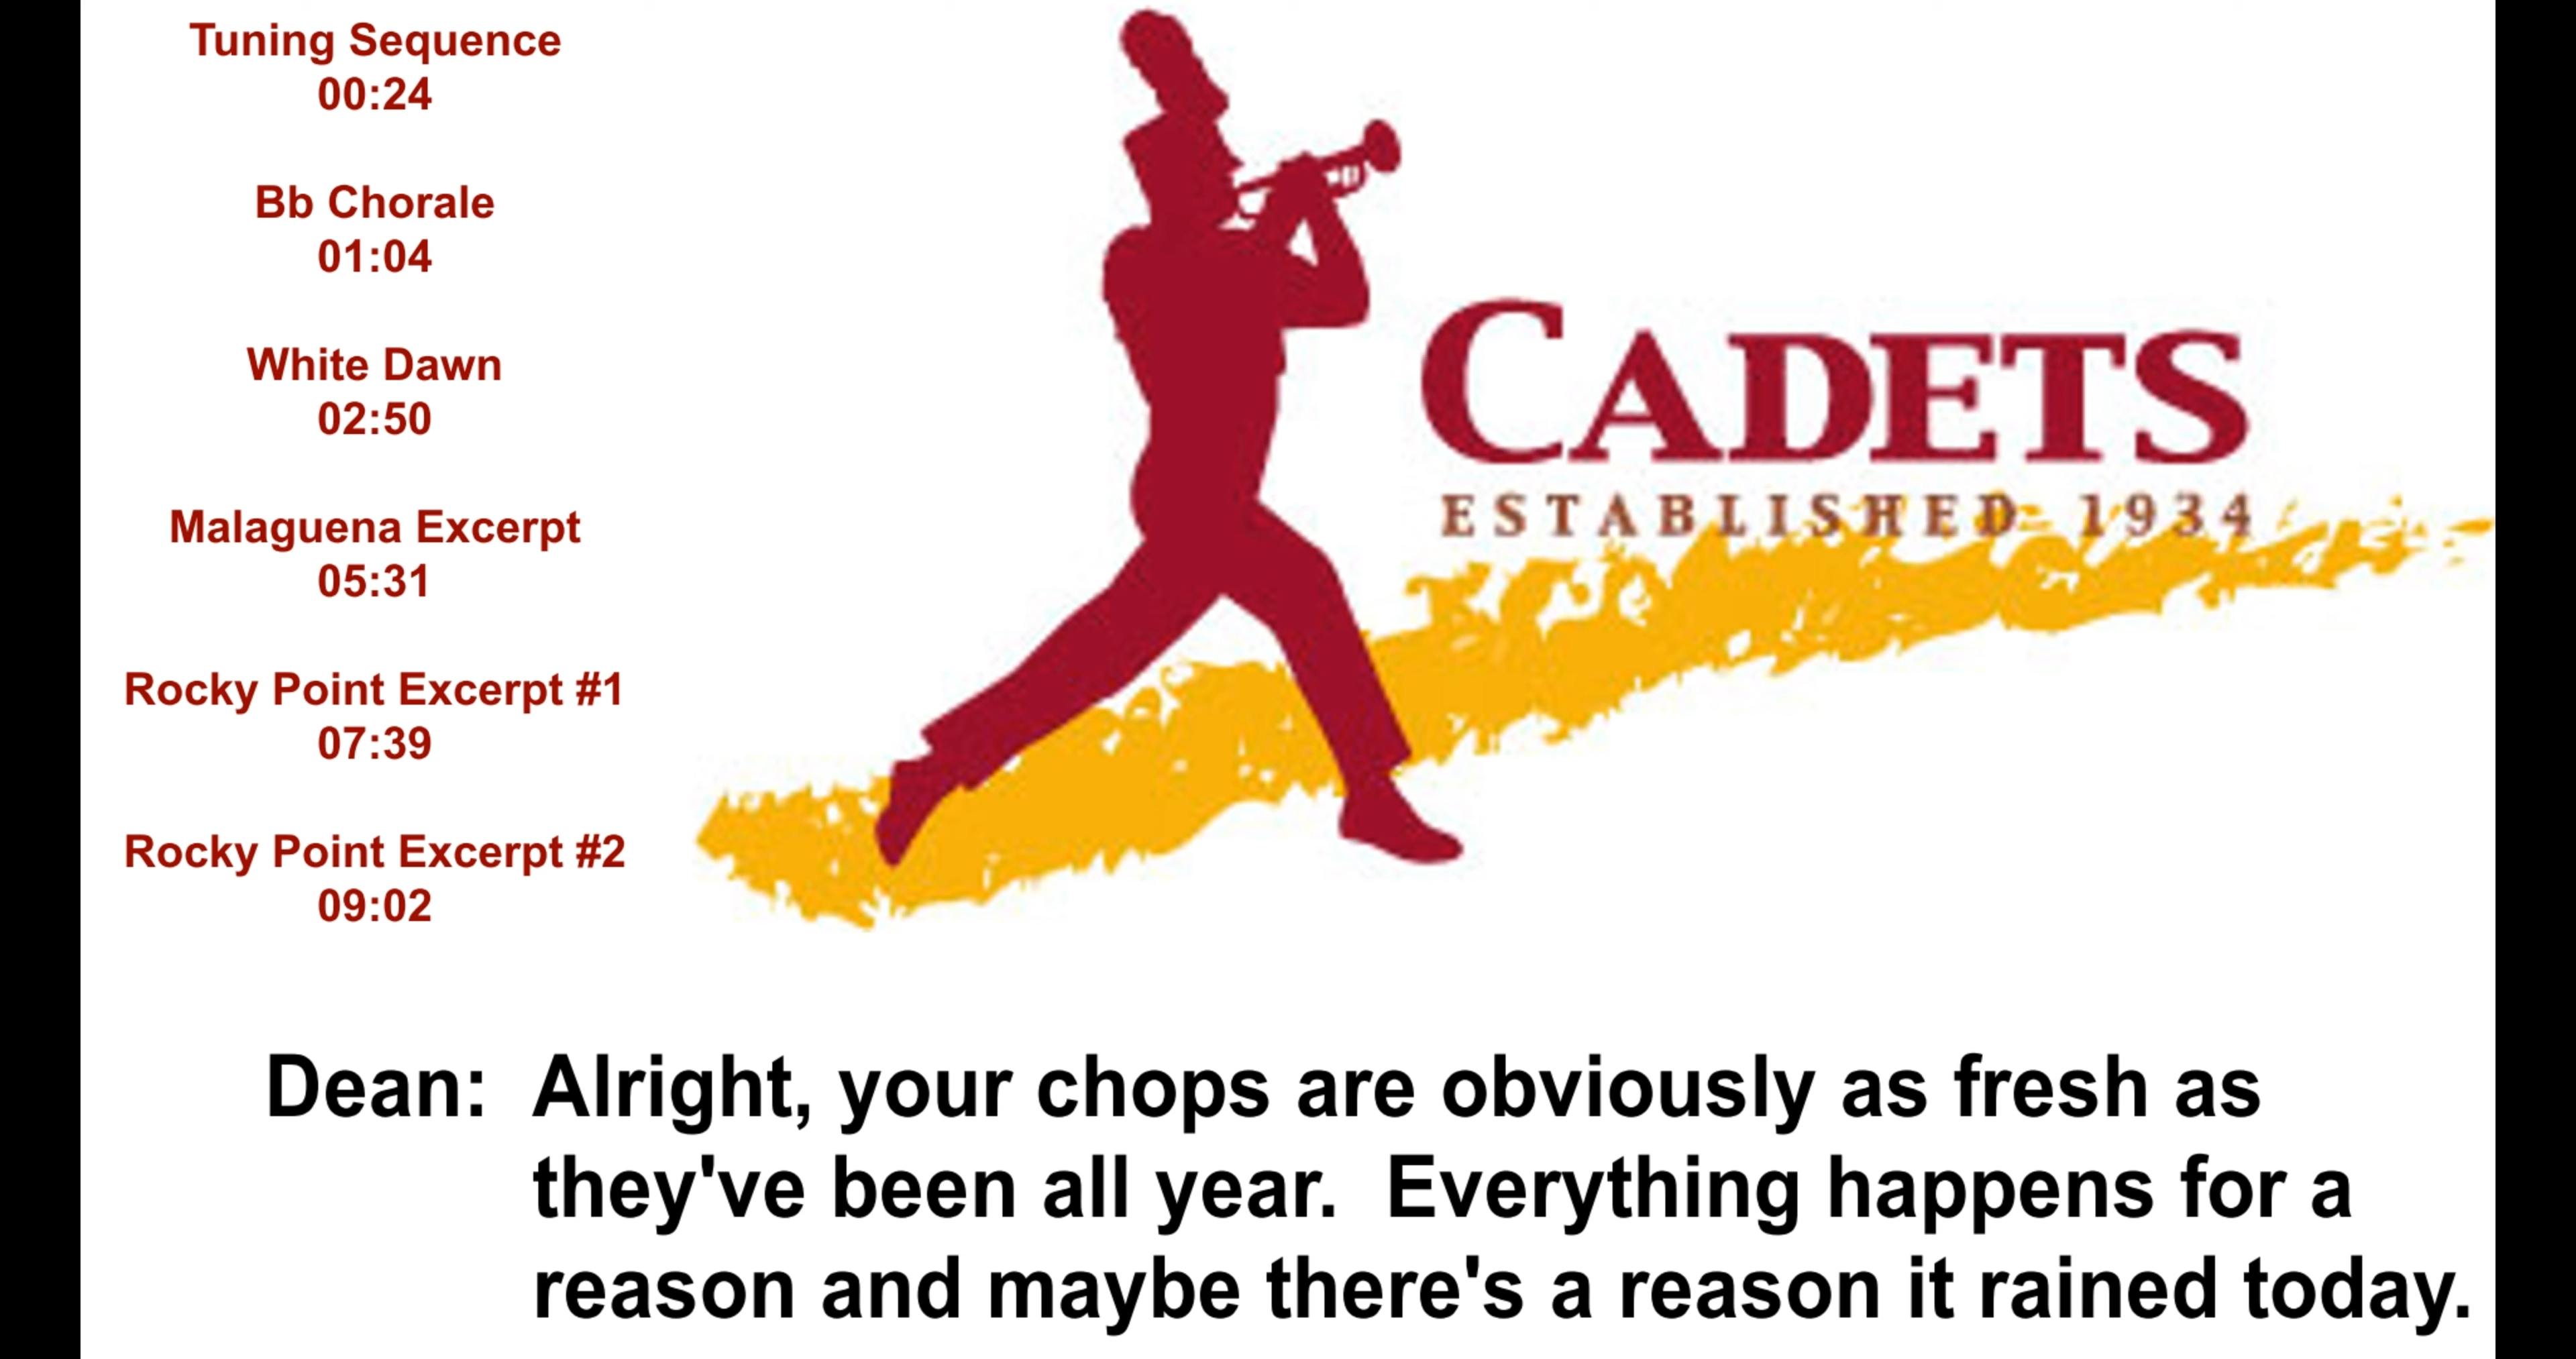 Tuning Sequence
00:24
Bb Chorale
01:04
White Dawn
02:50
Malaguena Excerpt
05:31
Rocky Point Excerpt #1
07:39
Rocky Point Excerpt #2
09:02
CADETS
ESTABLISHED 1934
Dean: Alright, your chops are obviously as fresh as
they've been all year. Everything happens for a
reason and maybe there's a reason it rained today.